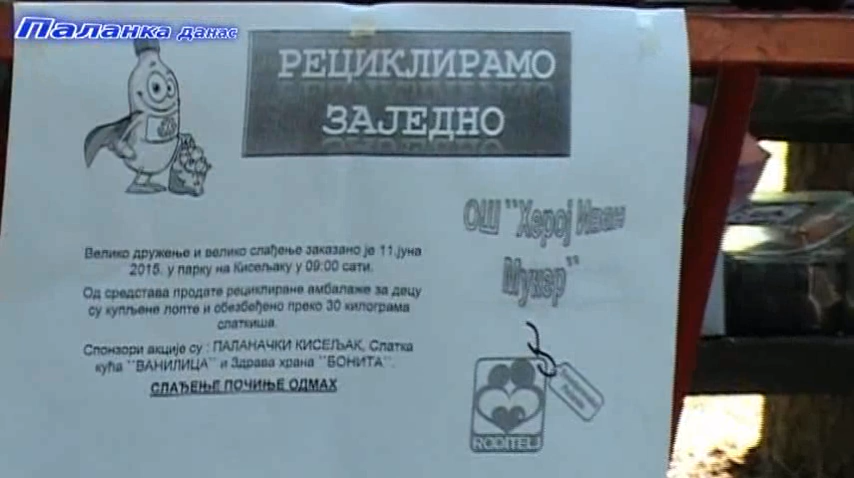 Паланка данас
РЕЦИКЛИРАМО
ЗАЈЕДНО
ОШ "Херој Иван
Мукер"
Велико дружење и велико слађење заказано је 11.јуна
2015. у парку на Кисељаку у 09:00 сати.
Од средстава продате рециклиране амбалаже за децу
су купљене лопте и обезбеђено преко 30 килограма
слаткиша.
Спонзори акције су : ПАЛАНАЧКИ КИСЕЉАК, Слатка
кућа ``ВАНИЛИЦА`` и Здрава храна ``БОНИТА``.
СЛАЂЕЊЕ ПОЧИЊЕ ОДМАХ
RODITELJ